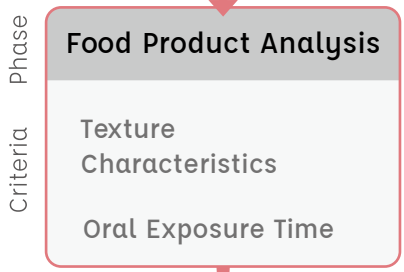 Phase
Food Product Analysis
Criteria
Texture
Characteristics
Oral Exposure Time